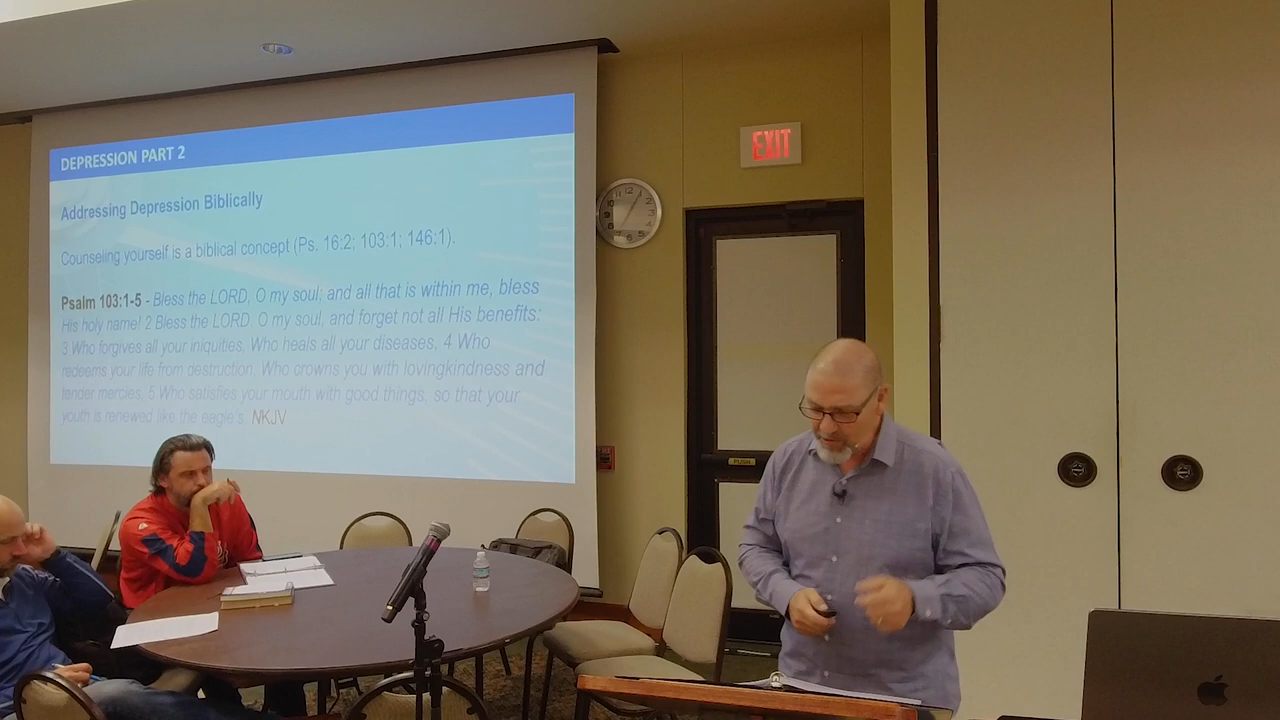 DEPRESSION PART 2
Addressing Depression Biblically
Counseling yourself is a biblical concept (Ps. 16:2; 103:1; 146:1).
Psalm 103:1-5 - Bless the LORD, O my soul; and all that is within me, bless
His holy name! 2 Bless the LORD, O my soul, and forget not all His benefits:
3 Who forgives all your iniquities, Who heals all your diseases, 4 Who
redeems your life from destruction, Who crowns you with lovingkindness and
tender mercies, 5 Who satisfies your mouth with good things, so that your
youth is renewed like the eagle's. NKJV
EXIT
PUSH